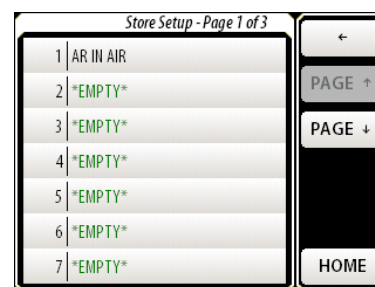 Store Setup - Page 1 of 3
1 AR IN AIR
2 *EMPTY*
3 *EMPTY*
4 *EMPTY*
5 *EMPTY*
6 *EMPTY*
7 *EMPTY*
←
PAGE ↑
PAGE ↓
HOME